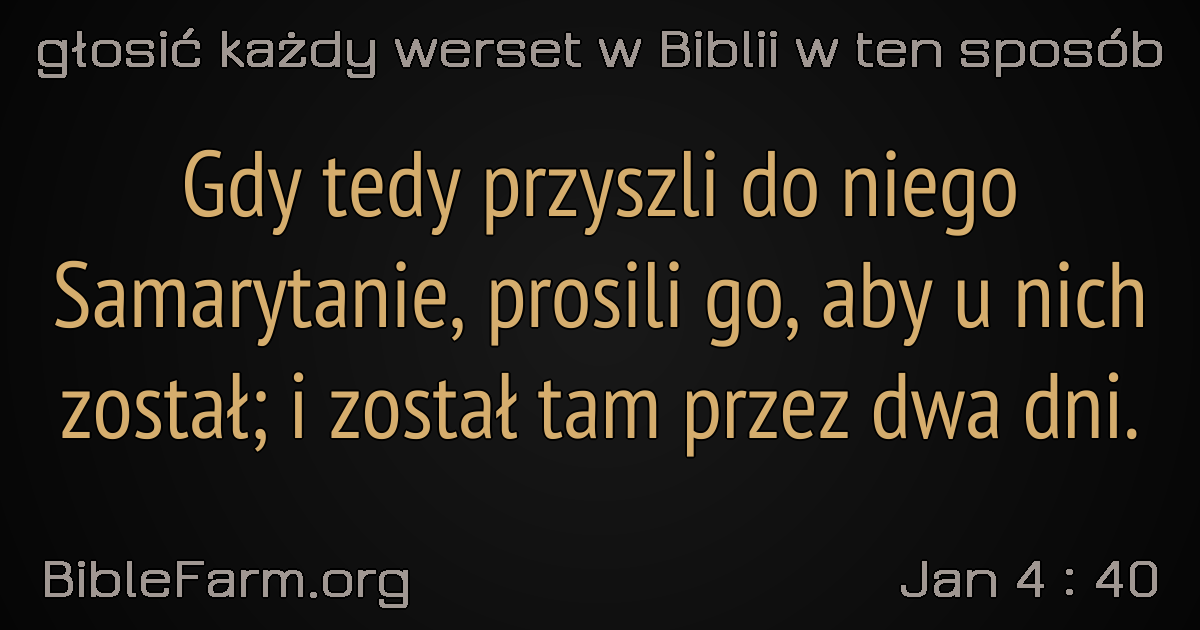 głosić każdy werset w Biblii w ten sposób
Gdy tedy przyszli do niego
Samarytanie, prosili go, aby u nich
został; i został tam przez dwa dni.
BibleFarm.org
Jan 4 : 40